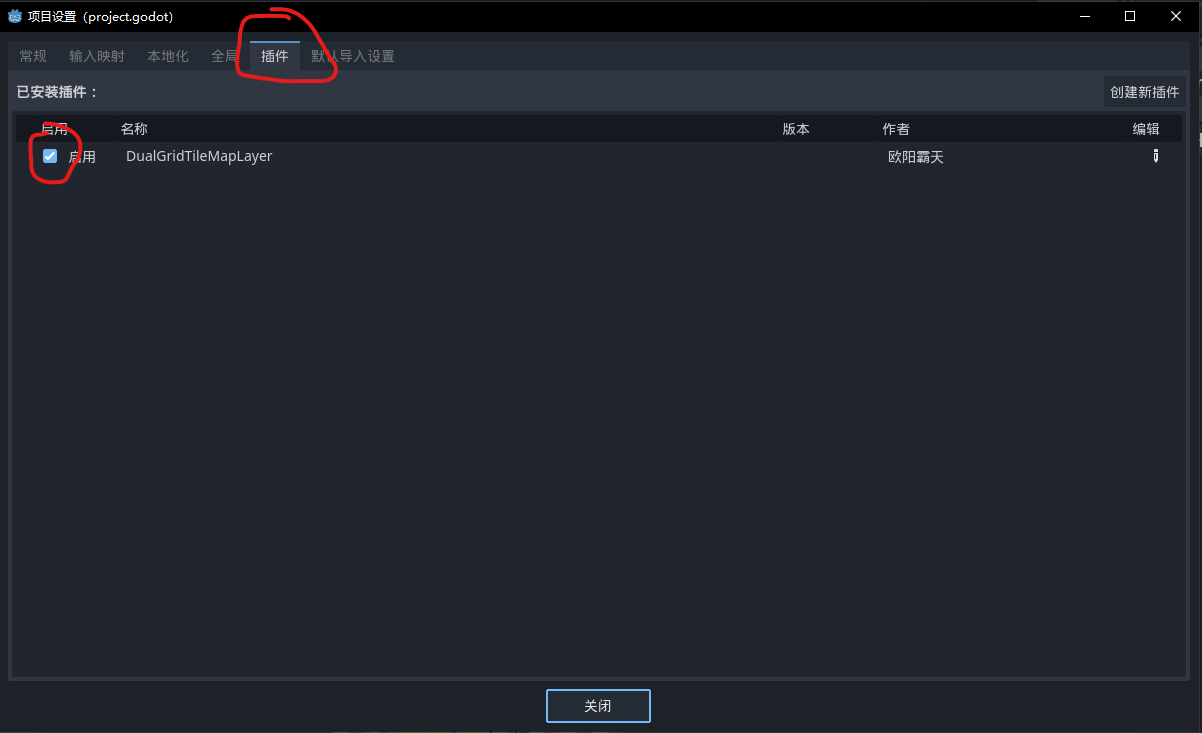 项目设置（project.godot）
常规 输入映射 本地化 全局 插件 默认导入设置
已安装插件： 创建新插件
启用 名称 版本 作者 编辑
启用 DualGridTileMapLayer 欧阳霸天
关闭